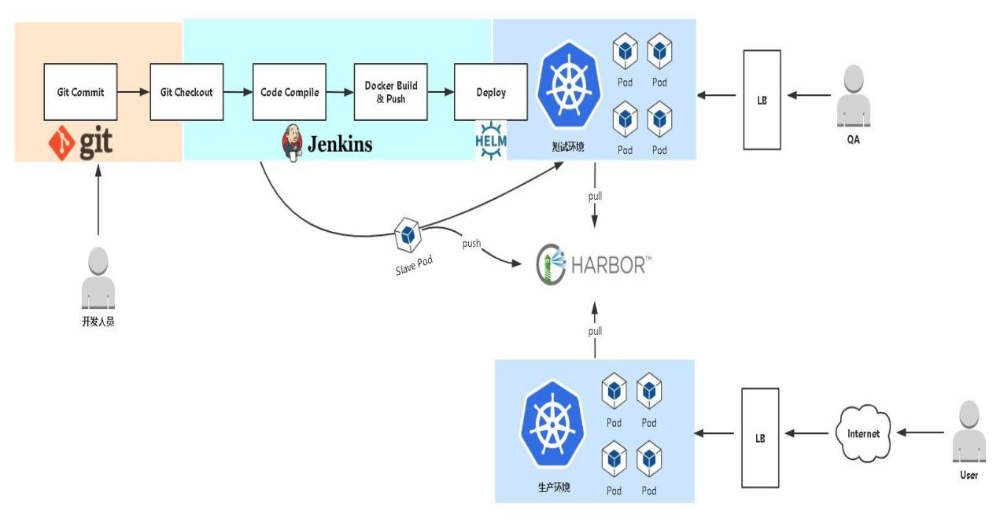 Git Commit
Git Checkout
Code Compile
Docker Build
& Push
Deploy
git
Jenkins
HELM
测试环境
Pod
Pod
Pod
Pod
LB
QA
开发人员
Slave Pod
push
pull
HARBOR™
pull
生产环境
Pod
Pod
Pod
Pod
LB
Internet
User